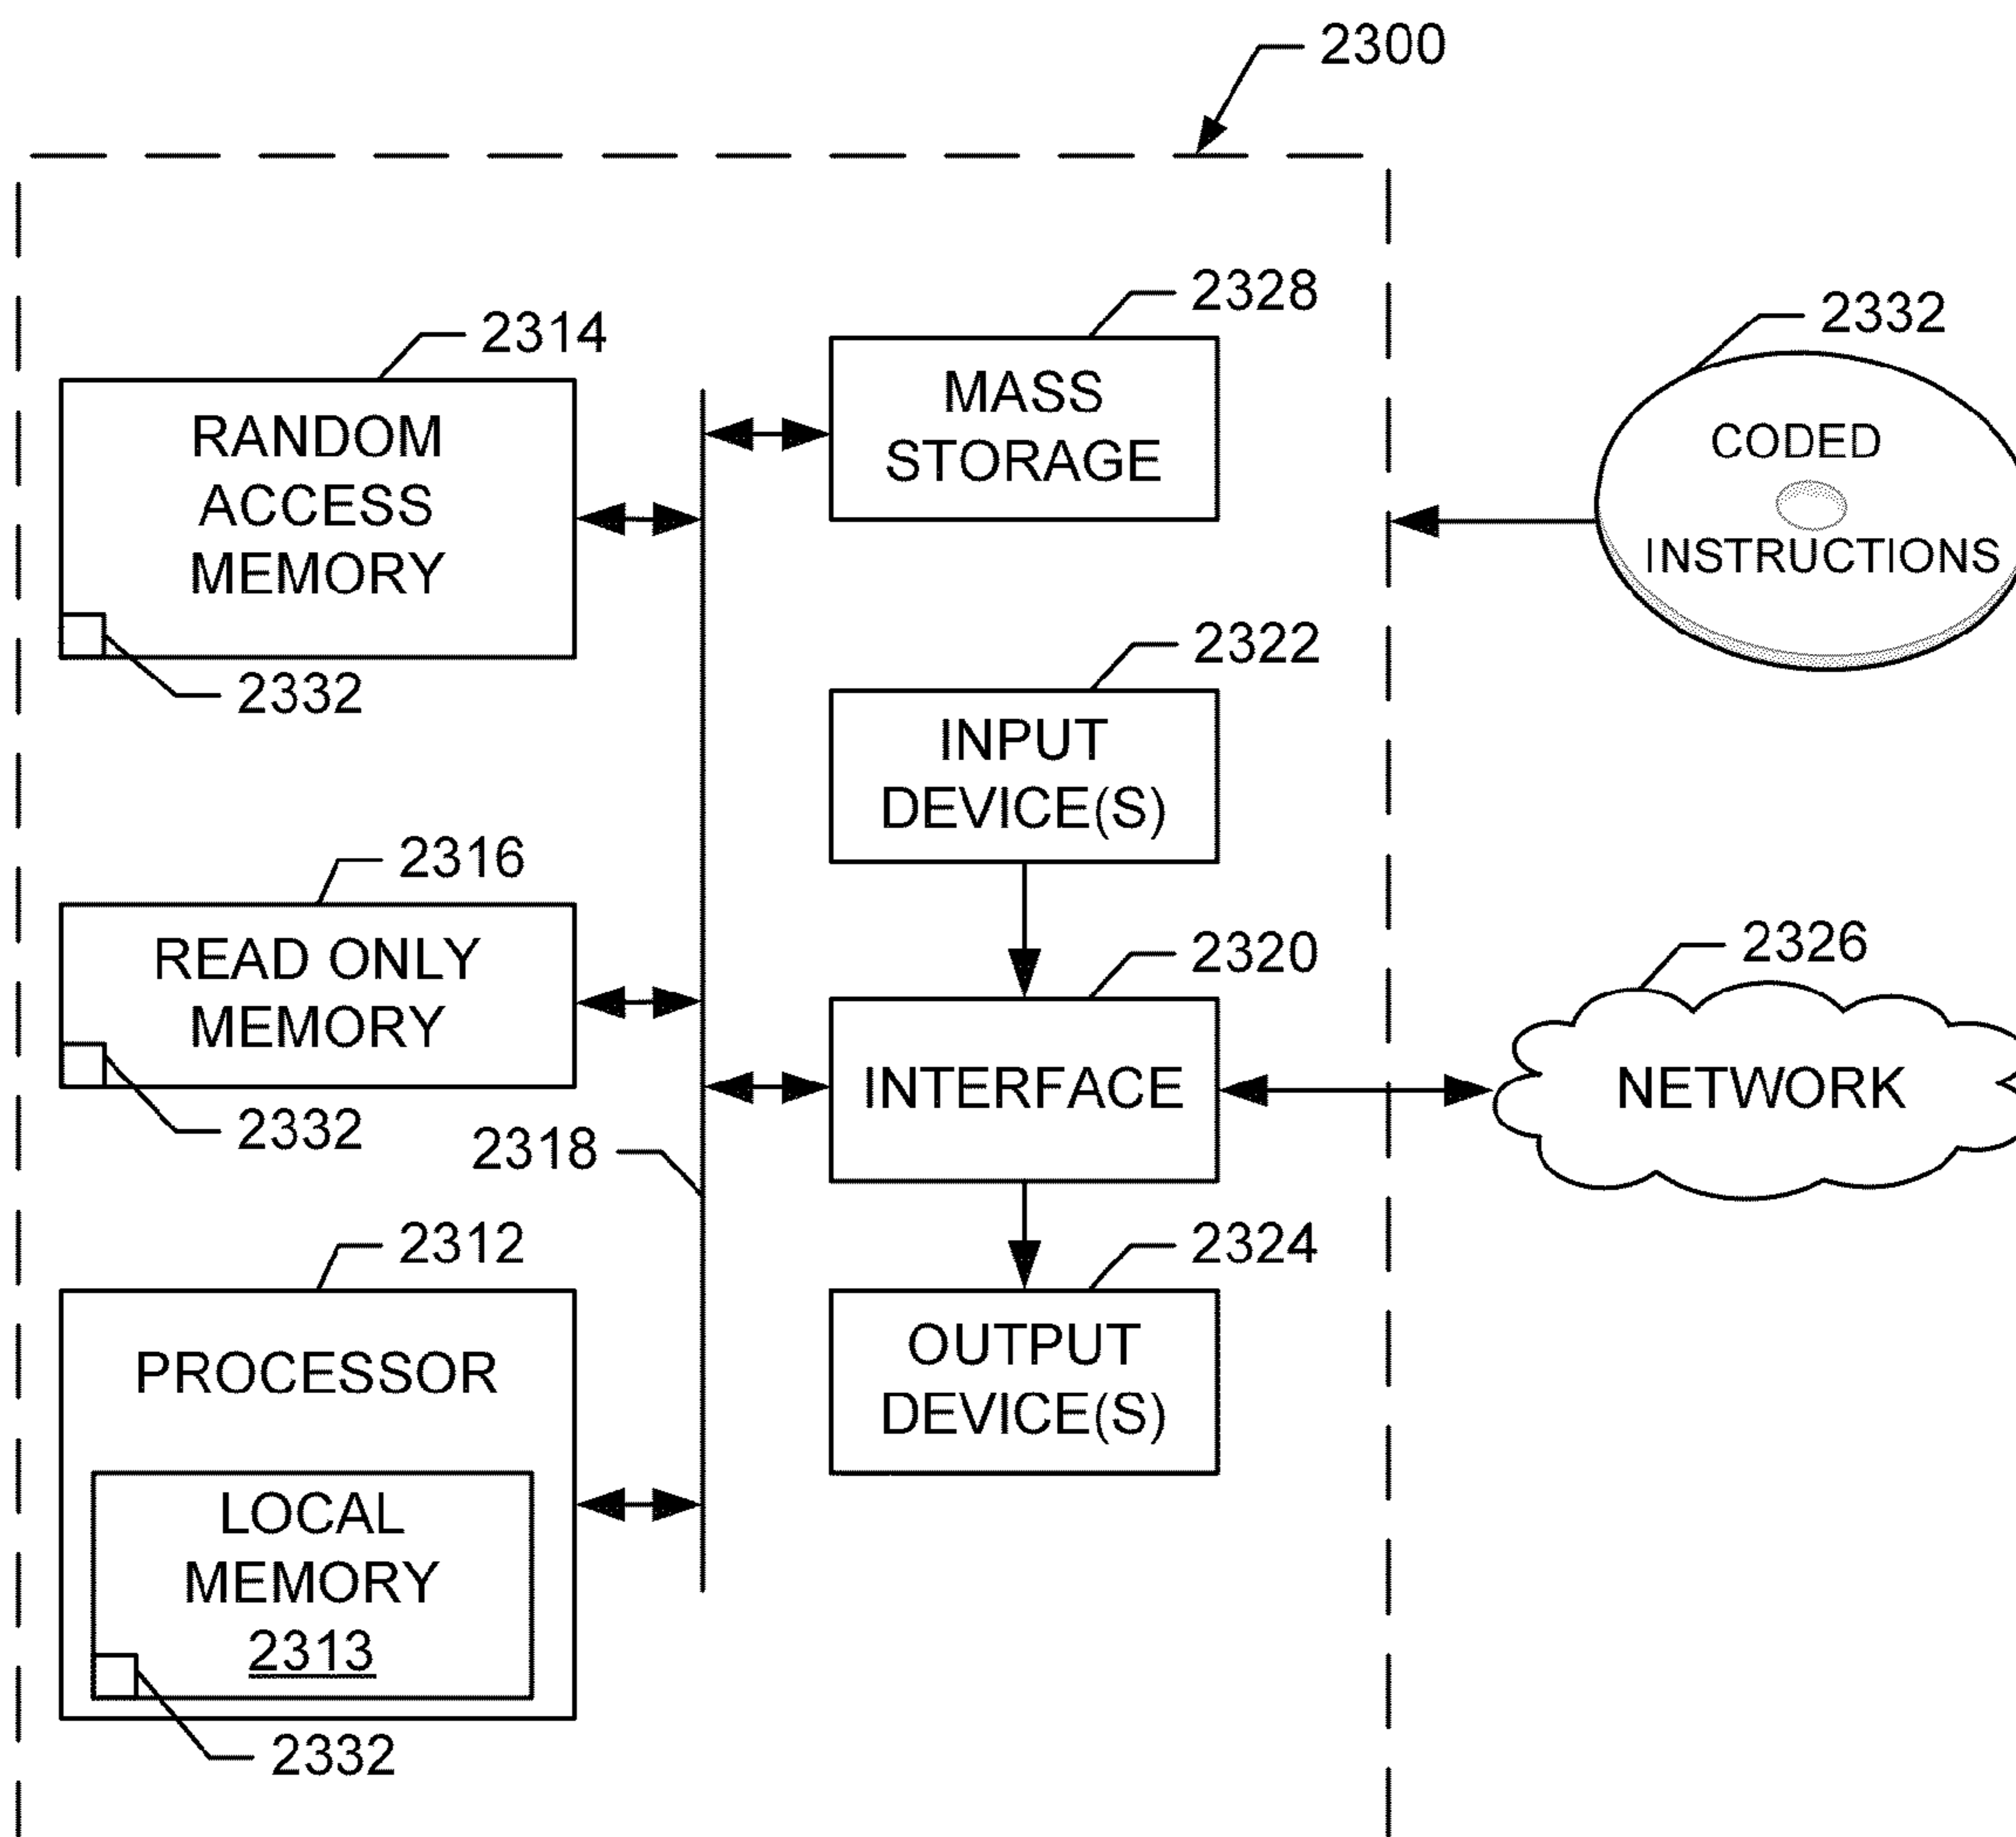 2300
2328
MASS
STORAGE
2332
CODED
INSTRUCTIONS
2314
RANDOM
ACCESS
MEMORY
2332
2322
INPUT
DEVICE(S)
2316
READ ONLY
MEMORY
2332
2320
INTERFACE
2326
NETWORK
2318
2312
PROCESSOR
LOCAL
MEMORY
2313
2332
2324
OUTPUT
DEVICE(S)